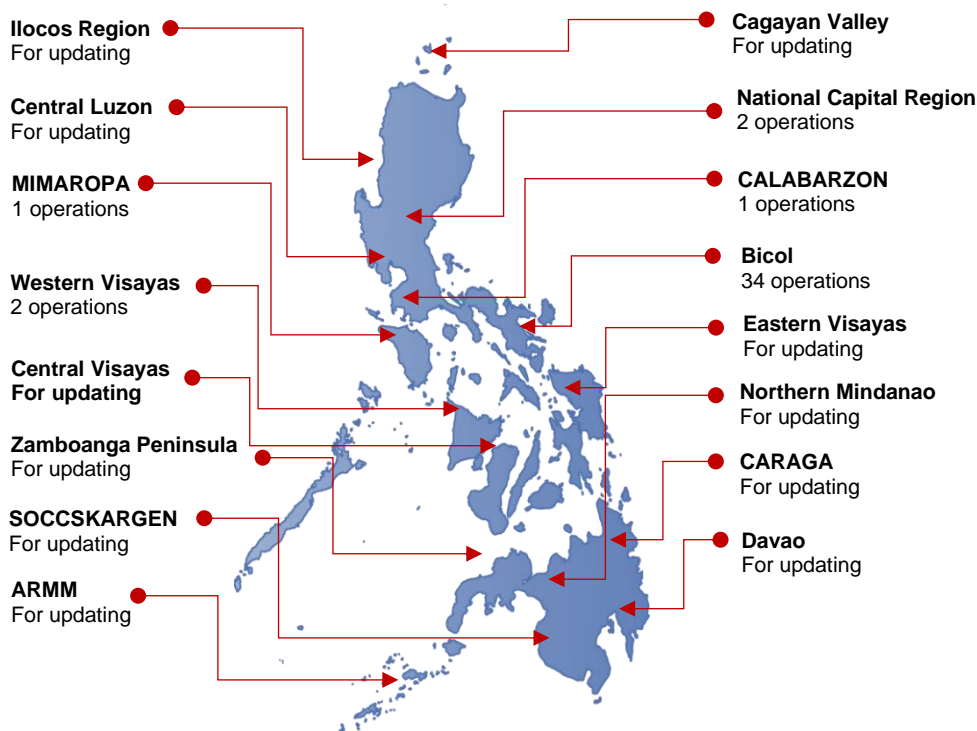 Ilocos Region
For updating
Central Luzon
For updating
MIMAROPA
1 operations
Western Visayas
2 operations
Central Visayas
For updating
Zamboanga Peninsula
For updating
SOCCSKARGEN
For updating
ARMM
For updating
Cagayan Valley
For updating
National Capital Region
2 operations
CALABARZON
1 operations
Bicol
34 operations
Eastern Visayas
For updating
Northern Mindanao
For updating
CARAGA
For updating
Davao
For updating